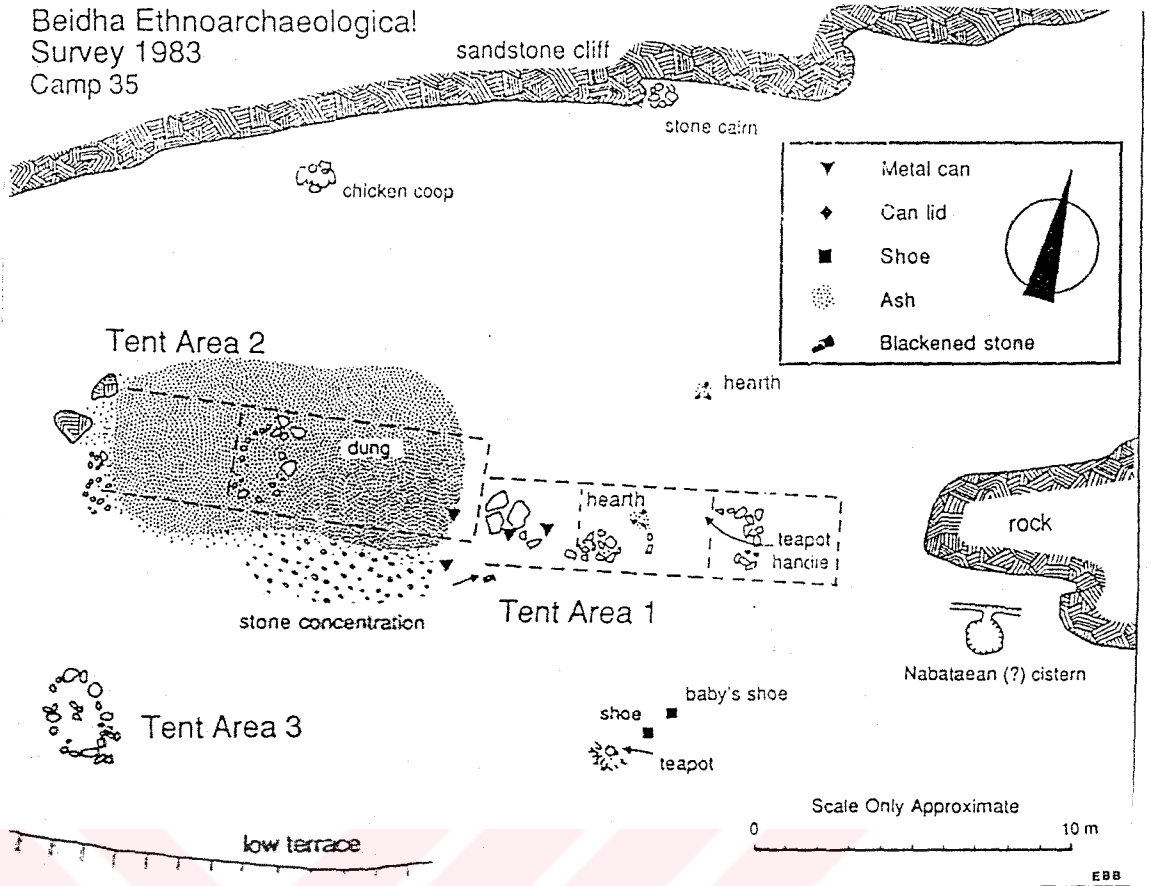 Beidha Ethnoarchaeological
Survey 1983
Camp 35
sandstone cliff
stone cairn
chicken coop
Metal can
Can lid
Shoe
Ash
Blackened stone
Tent Area 2
hearth
dung
hearth
rock
teapot
handle
Tent Area 1
stone concentration
Nabataean (?) cistern
baby's shoe
shoe
Tent Area 3
teapot
Scale Only Approximate
0 10 m
low terrace
EBB